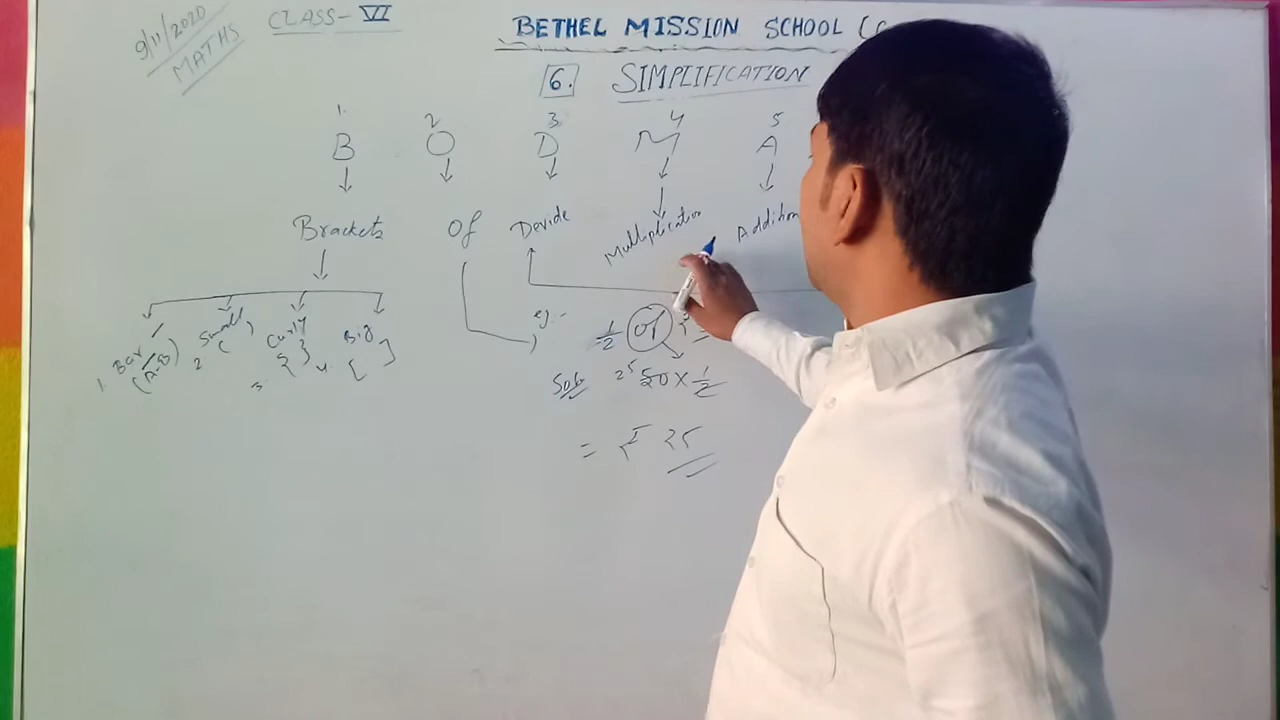 9/11/2020
MATHS
CLASS-VI
BETHEL MISSION SCHOOL (
6. SIMPLIFICATION
1. 2 3 4 5
B O D M A
Brackets Of Devide Multiplication Addition
1. Bar (A-B)
2 Small ( )
3. Curly { }
4. Big [ ]
eg:- 1/2 of ₹
Sol: 25 50 × 1/2
= ₹ 25